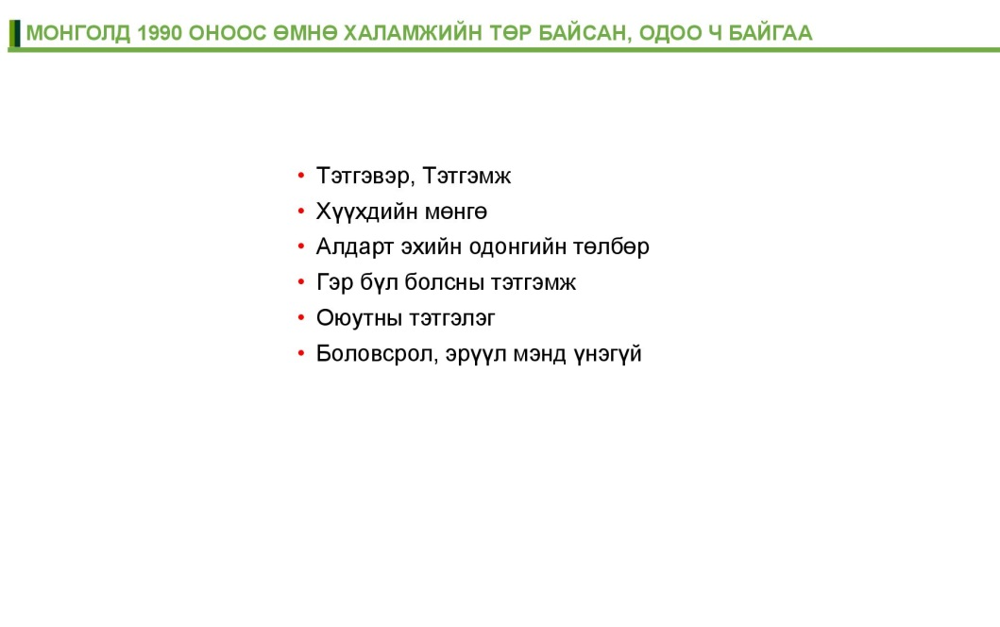 МОНГОЛД 1990 ОНООС ӨМНӨ ХАЛАМЖИЙН ТӨР БАЙСАН, ОДОО Ч БАЙГАА
• Тэтгэвэр, Тэтгэмж
• Хүүхдийн мөнгө
• Алдарт эхийн одонгийн төлбөр
• Гэр бүл болсны тэтгэмж
• Оюутны тэтгэлэг
• Боловсрол, эрүүл мэнд үнэгүй